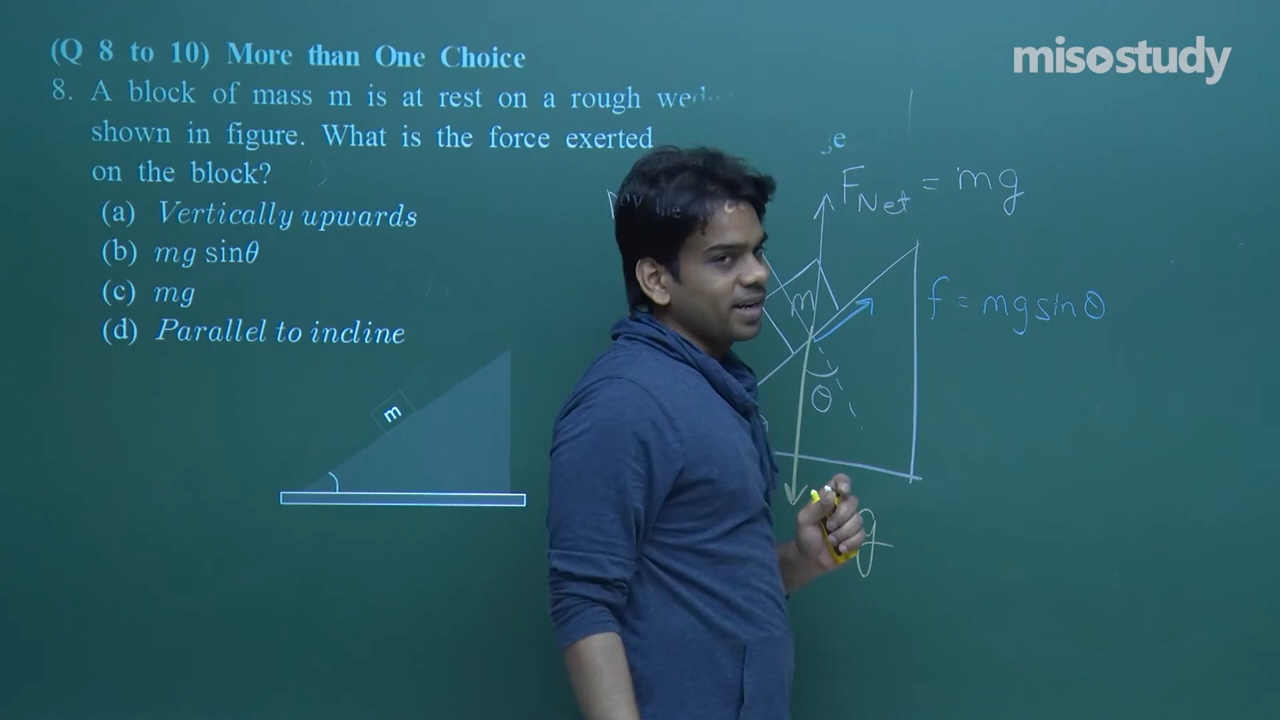 (Q 8 to 10) More than One Choice
misostudy
8. A block of mass m is at rest on a rough
shown in figure. What is the force exerted
on the block?
(a) Vertically upwards
(b) mg sinθ
(c) mg
(d) Parallel to incline
m
F_Net = mg
f = mg sin θ
m
θ
g